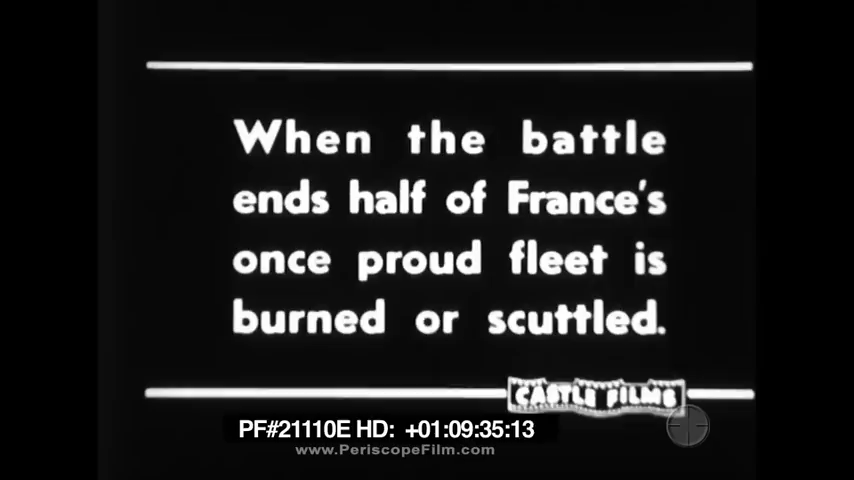 When the battle
ends half of France's
once proud fleet is
burned or scuttled.
CASTLE FILMS
PF#21110E HD: +01:09:35:13
www.PeriscopeFilm.com